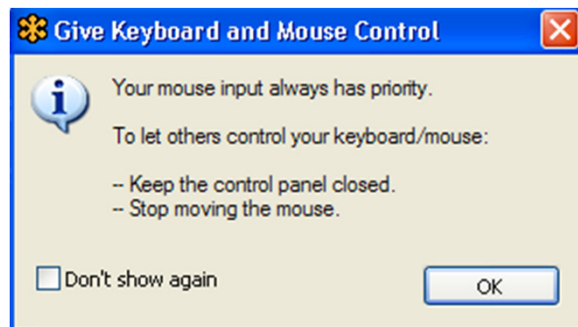 Give Keyboard and Mouse Control
Your mouse input always has priority.
To let others control your keyboard/mouse:
-- Keep the control panel closed.
-- Stop moving the mouse.
Don't show again
OK